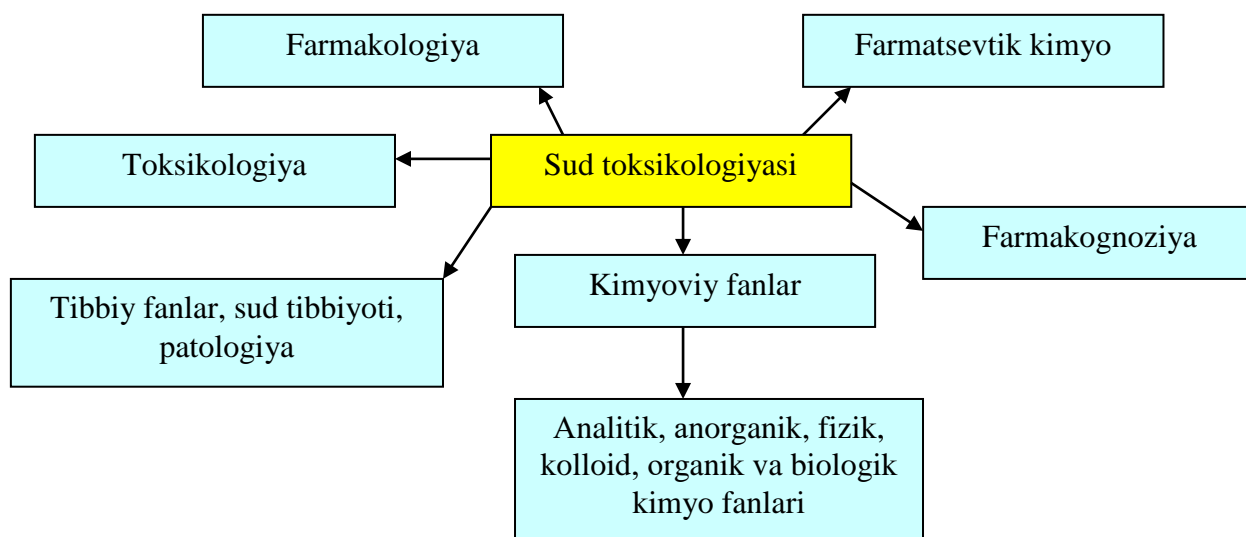 Farmakologiya
Farmatsevtik kimyo
Toksikologiya
Sud toksikologiyasi
Farmakognoziya
Tibbiy fanlar, sud tibbiyoti,
patologiya
Kimyoviy fanlar
Analitik, anorganik, fizik,
kolloid, organik va biologik
kimyo fanlari